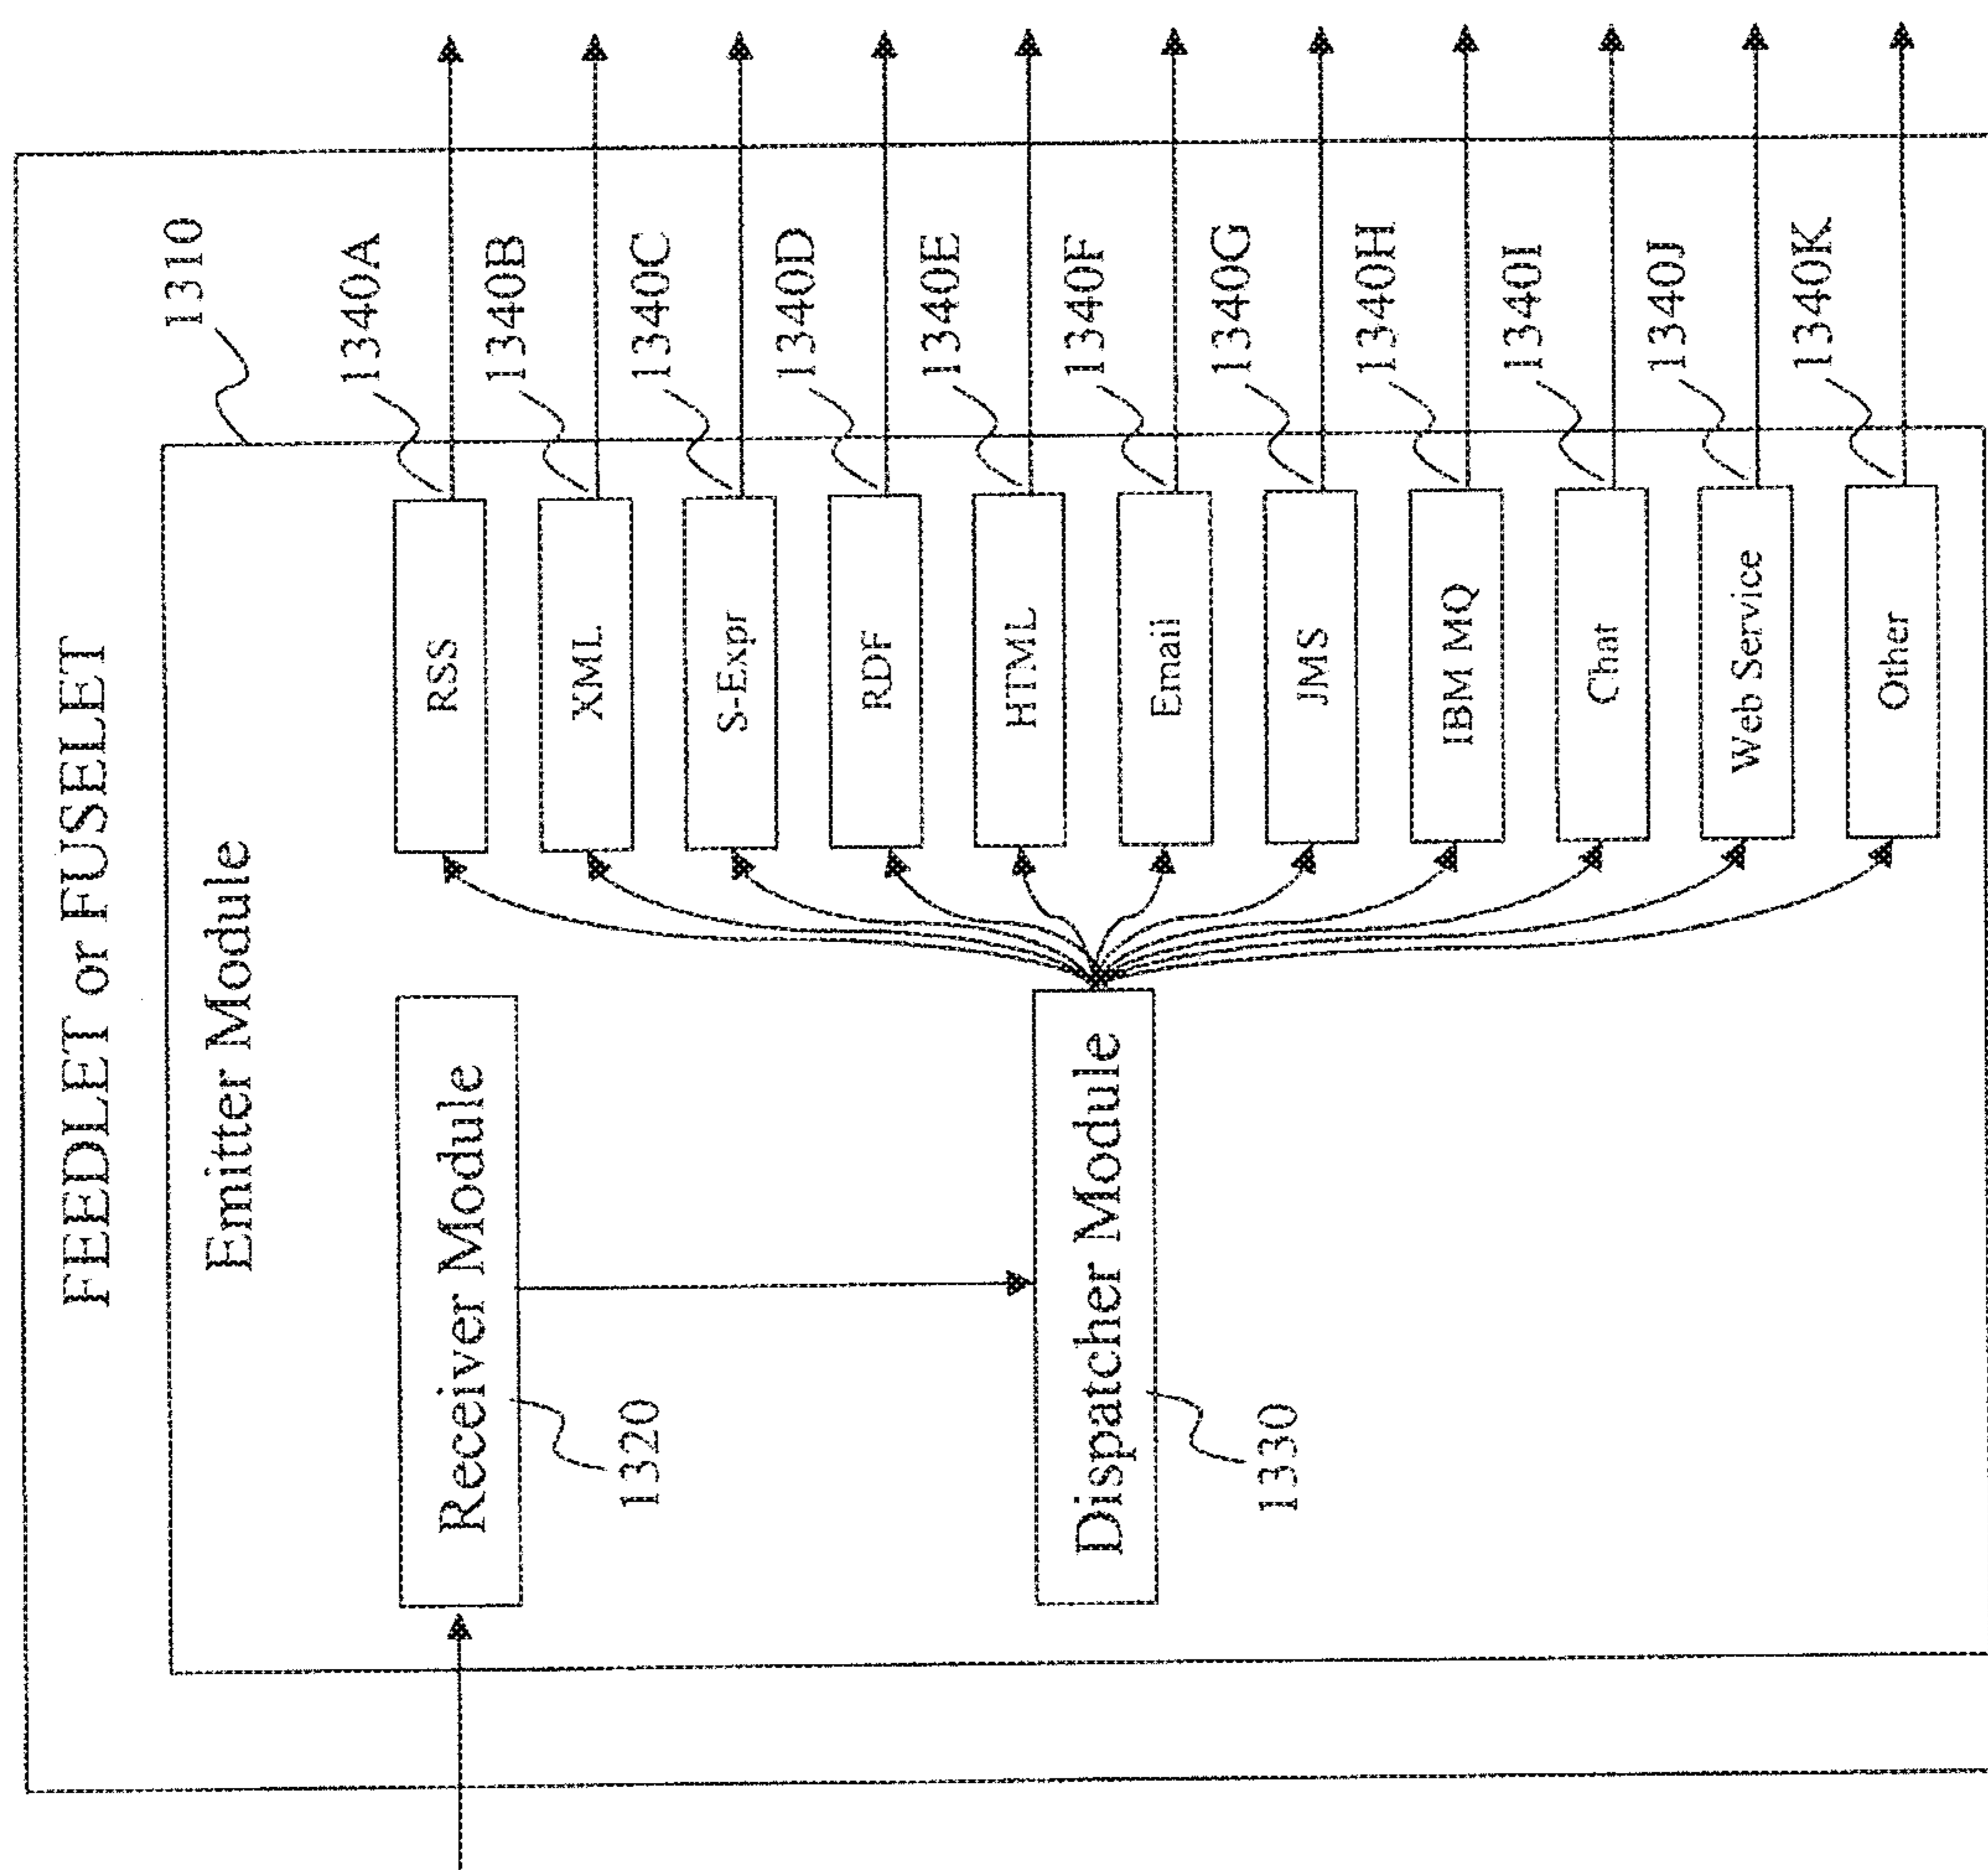 FEEDLET or FUSELET
1310
Emitter Module
Receiver Module
1320
Dispatcher Module
1330
RSS
1340A
XML
1340B
S-Expr
1340C
RDF
1340D
HTML
1340E
Email
1340F
JMS
1340G
IBM MQ
1340H
Chat
1340I
Web Service
1340J
Other
1340K